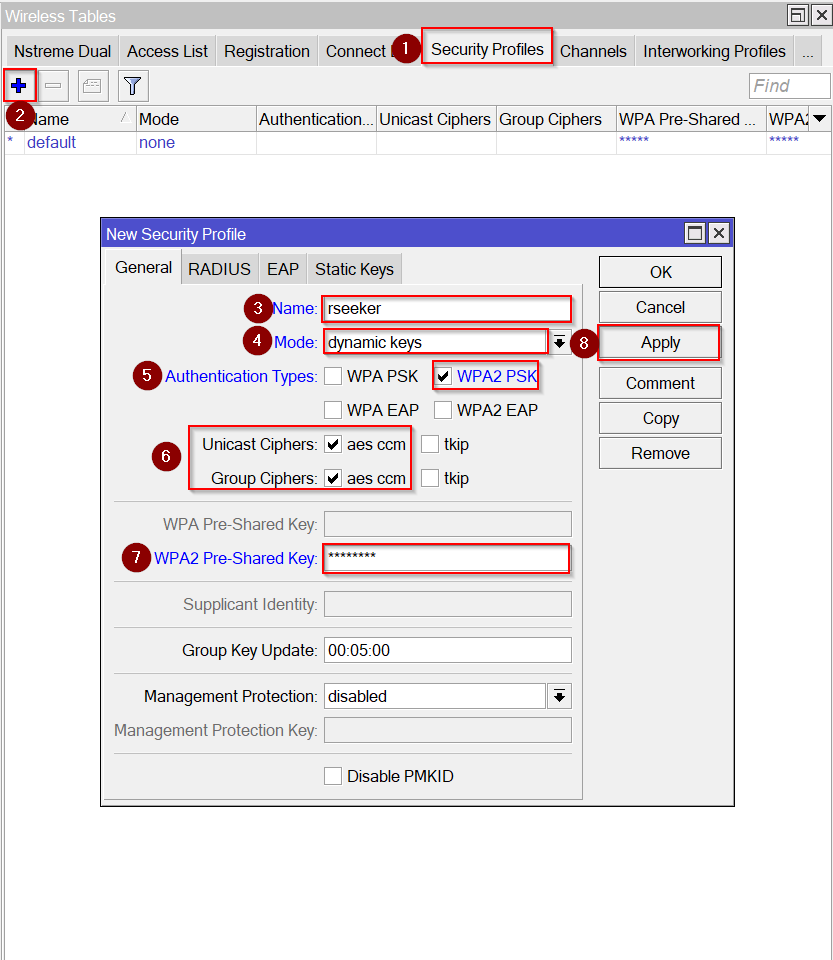 Wireless Tables
Nstreme Dual Access List Registration Connect 1 Security Profiles Channels Interworking Profiles ...
Find
2 Name Mode Authentication... Unicast Ciphers Group Ciphers WPA Pre-Shared ... WPA2
* default none ***** *****
New Security Profile
General RADIUS EAP Static Keys
OK
3 Name: rseeker
Cancel
4 Mode: dynamic keys
8 Apply
5 Authentication Types: WPA PSK WPA2 PSK
Comment
WPA EAP WPA2 EAP
Copy
6 Unicast Ciphers: aes ccm tkip
Remove
Group Ciphers: aes ccm tkip
WPA Pre-Shared Key:
7 WPA2 Pre-Shared Key: ********
Supplicant Identity:
Group Key Update: 00:05:00
Management Protection: disabled
Management Protection Key:
Disable PMKID